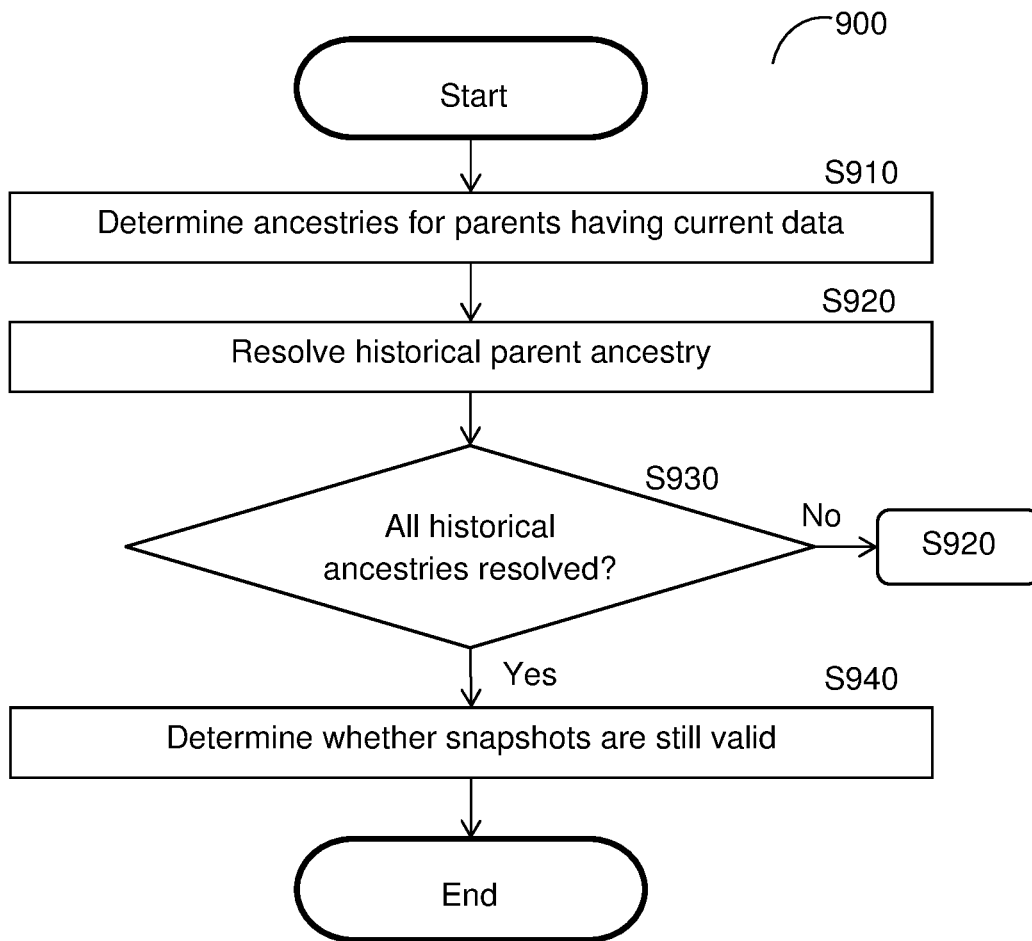 900
Start
S910
Determine ancestries for parents having current data
S920
Resolve historical parent ancestry
S930
All historical
ancestries resolved?
No
S920
Yes
S940
Determine whether snapshots are still valid
End